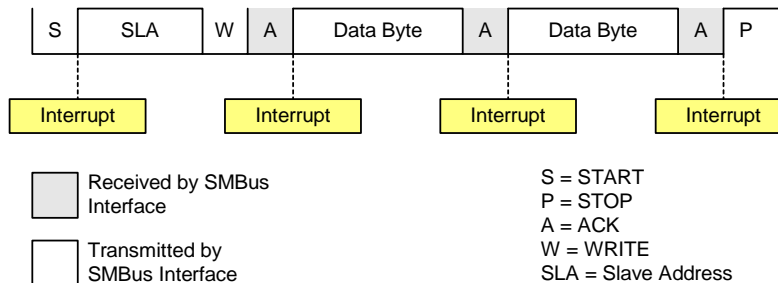 S SLA W A Data Byte A Data Byte A P
Interrupt Interrupt Interrupt Interrupt
Received by SMBus
Interface
Transmitted by
SMBus Interface
S = START
P = STOP
A = ACK
W = WRITE
SLA = Slave Address